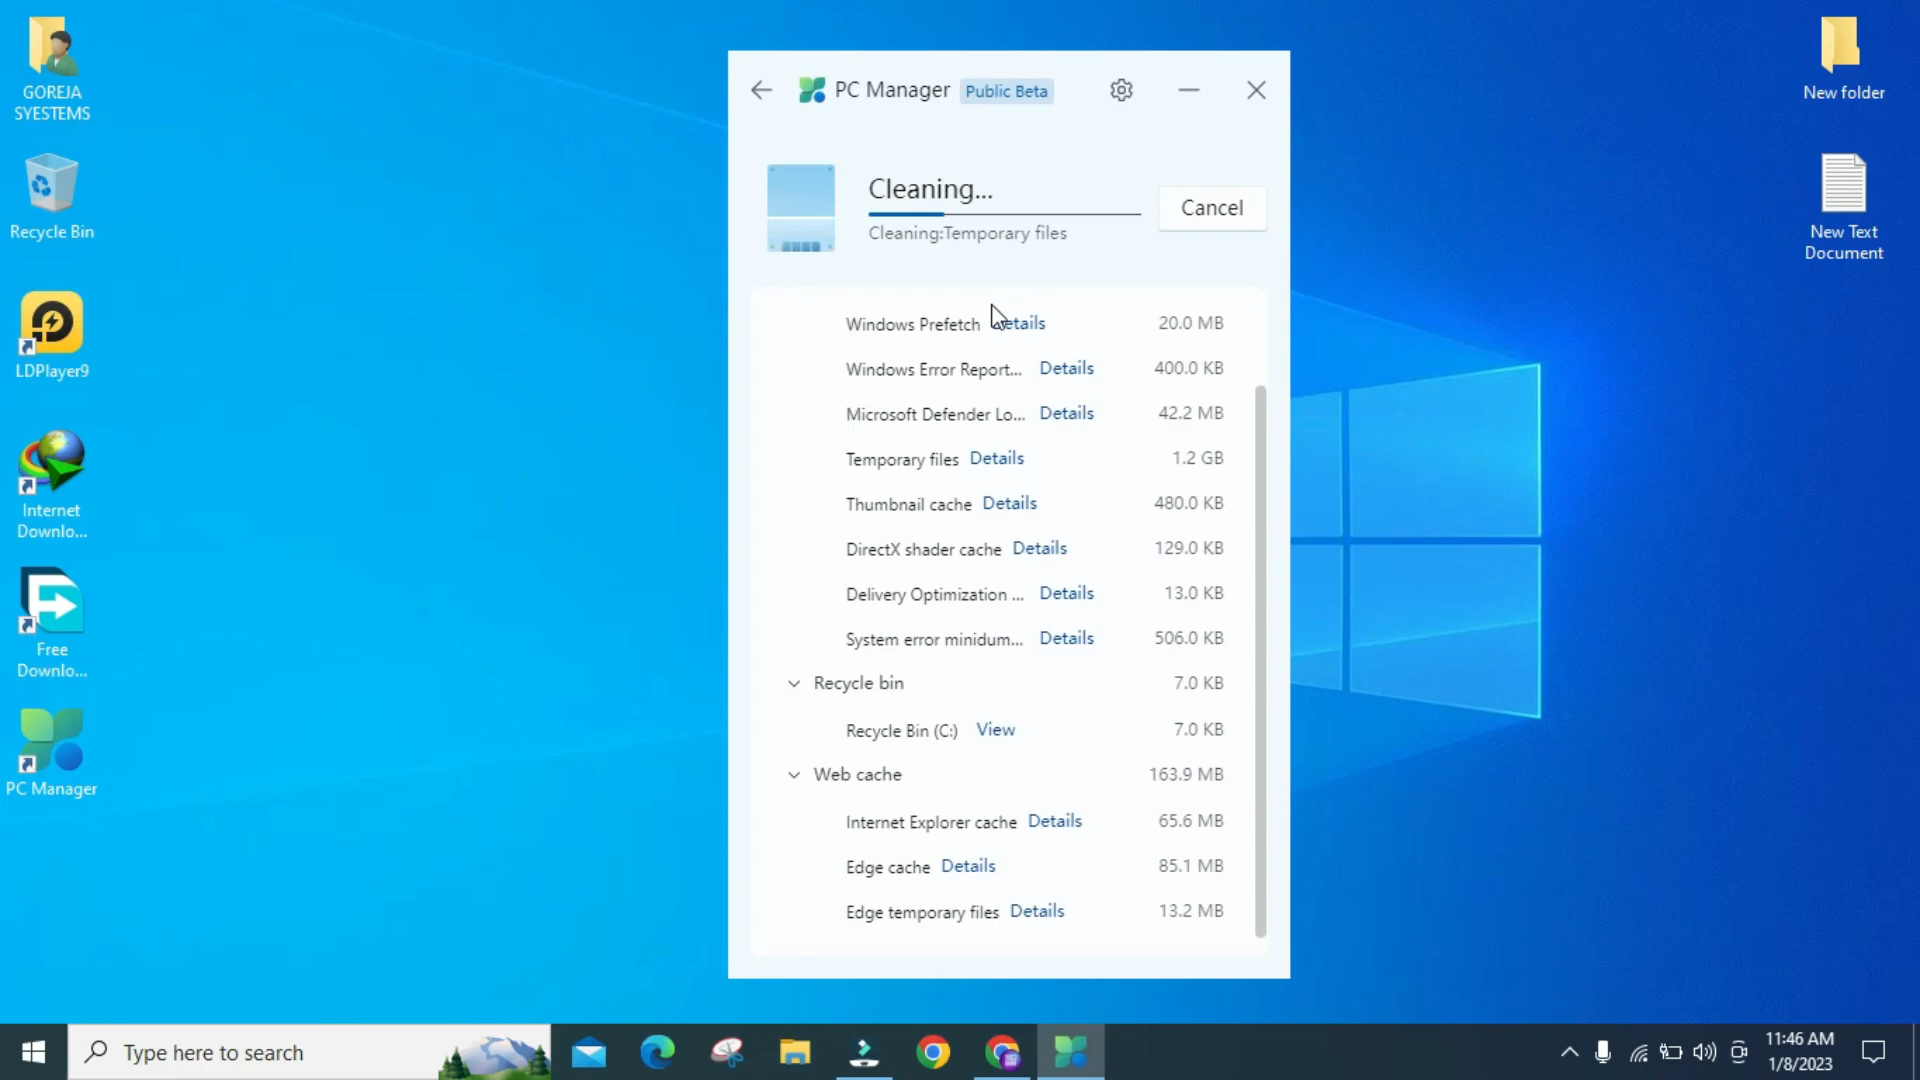 GOREJA
SYESTEMS
Recycle Bin
LDPlayer9
Internet
Downlo...
Free
Downlo...
PC Manager
PC Manager Public Beta
Cleaning...
Cancel
Cleaning:Temporary files
Windows Prefetch Details 20.0 MB
Windows Error Report... Details 400.0 KB
Microsoft Defender Lo... Details 42.2 MB
Temporary files Details 1.2 GB
Thumbnail cache Details 480.0 KB
DirectX shader cache Details 129.0 KB
Delivery Optimization ... Details 13.0 KB
System error minidum... Details 506.0 KB
Recycle bin 7.0 KB
Recycle Bin (C:) View 7.0 KB
Web cache 163.9 MB
Internet Explorer cache Details 65.6 MB
Edge cache Details 85.1 MB
Edge temporary files Details 13.2 MB
New folder
New Text
Document
Type here to search
11:46 AM
1/8/2023